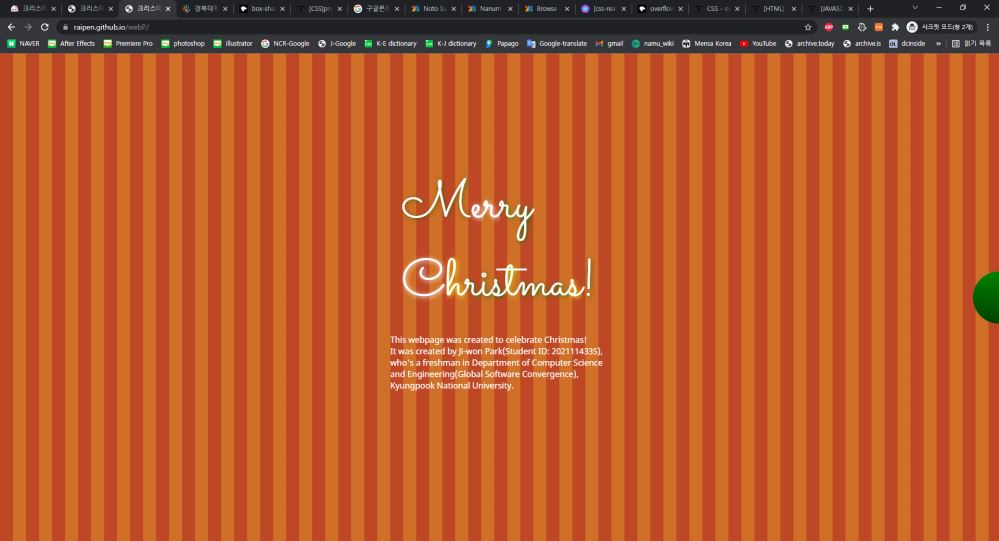 크리스마
크리스마
크리스마
경북대학
box-sha
[CSS]pre
구글폰트
Noto Sa
Nanum
Browse
[css-rea
overflow
CSS - o
[HTML]
[JAVASC
raipen.github.io/webP/
시크릿 모드(창 2개)
NAVER
After Effects
Premiere Pro
photoshop
illustrator
NCR-Google
J-Google
K-E dictionary
K-J dictionary
Papago
Google-translate
gmail
namu_wiki
Mensa Korea
YouTube
archive.today
archive.is
dcinside
»
읽기 목록
Merry
Christmas!
This webpage was created to celebrate Christmas!
It was created by Ji-won Park(Student ID: 2021114335),
who's a freshman in Department of Computer Science
and Engineering(Global Software Convergence),
Kyungpook National University.